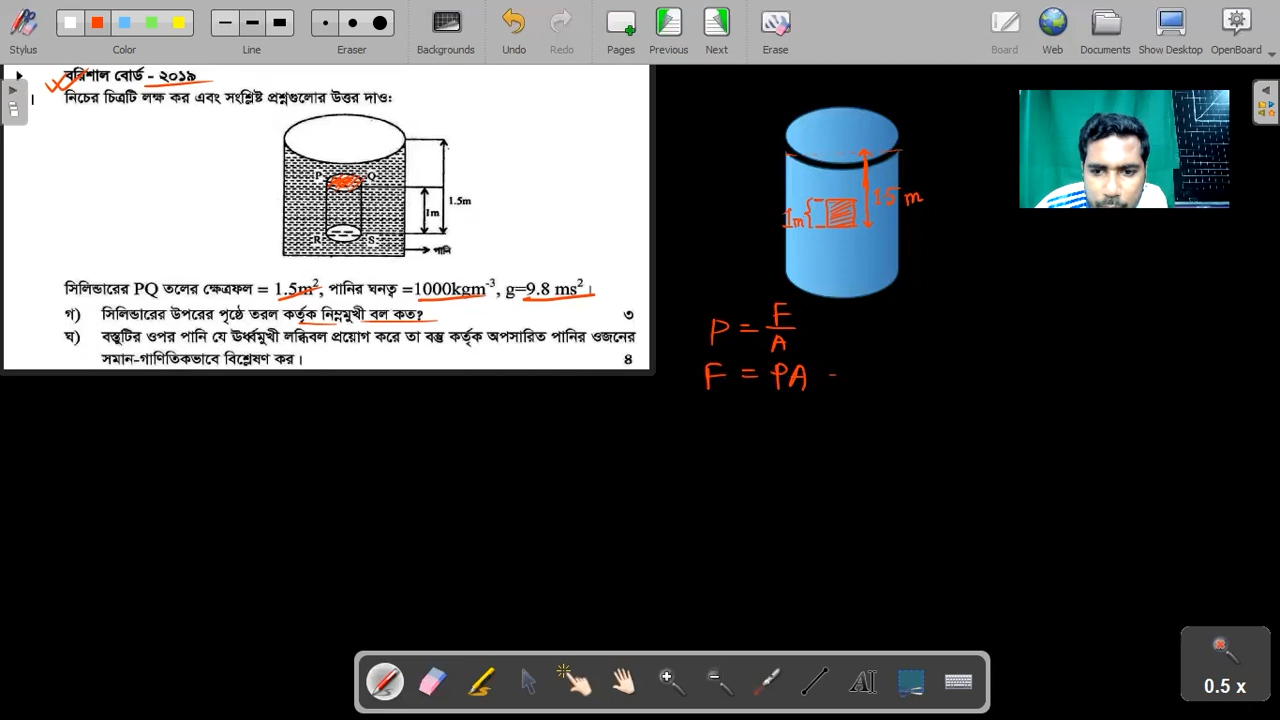 Stylus
Color
Line
Eraser
Backgrounds
Undo
Redo
Pages
Previous
Next
Erase
Board
Web
Documents
Show Desktop
OpenBoard
বরিশাল বোর্ড - ২০১৯
নিচের চিত্রটি লক্ষ কর এবং সংশ্লিষ্ট প্রশ্নগুলোর উত্তর দাও:
P Q
1.5m
1m
R S
পানি
সিলিন্ডারের PQ তলের ক্ষেত্রফল = 1.5m², পানির ঘনত্ব =1000kgm⁻³, g=9.8 ms²।
গ) সিলিন্ডারের উপরের পৃষ্ঠে তরল কর্তৃক নিম্নমুখী বল কত? ৩
ঘ) বস্তুটির ওপর পানি যে ঊর্ধ্বমুখী লব্ধিবল প্রয়োগ করে তা বস্তু কর্তৃক অপসারিত পানির ওজনের
সমান-গাণিতিকভাবে বিশ্লেষণ কর। ৪
1.5 m
1m
P = F/A
F = PA -
0.5 x